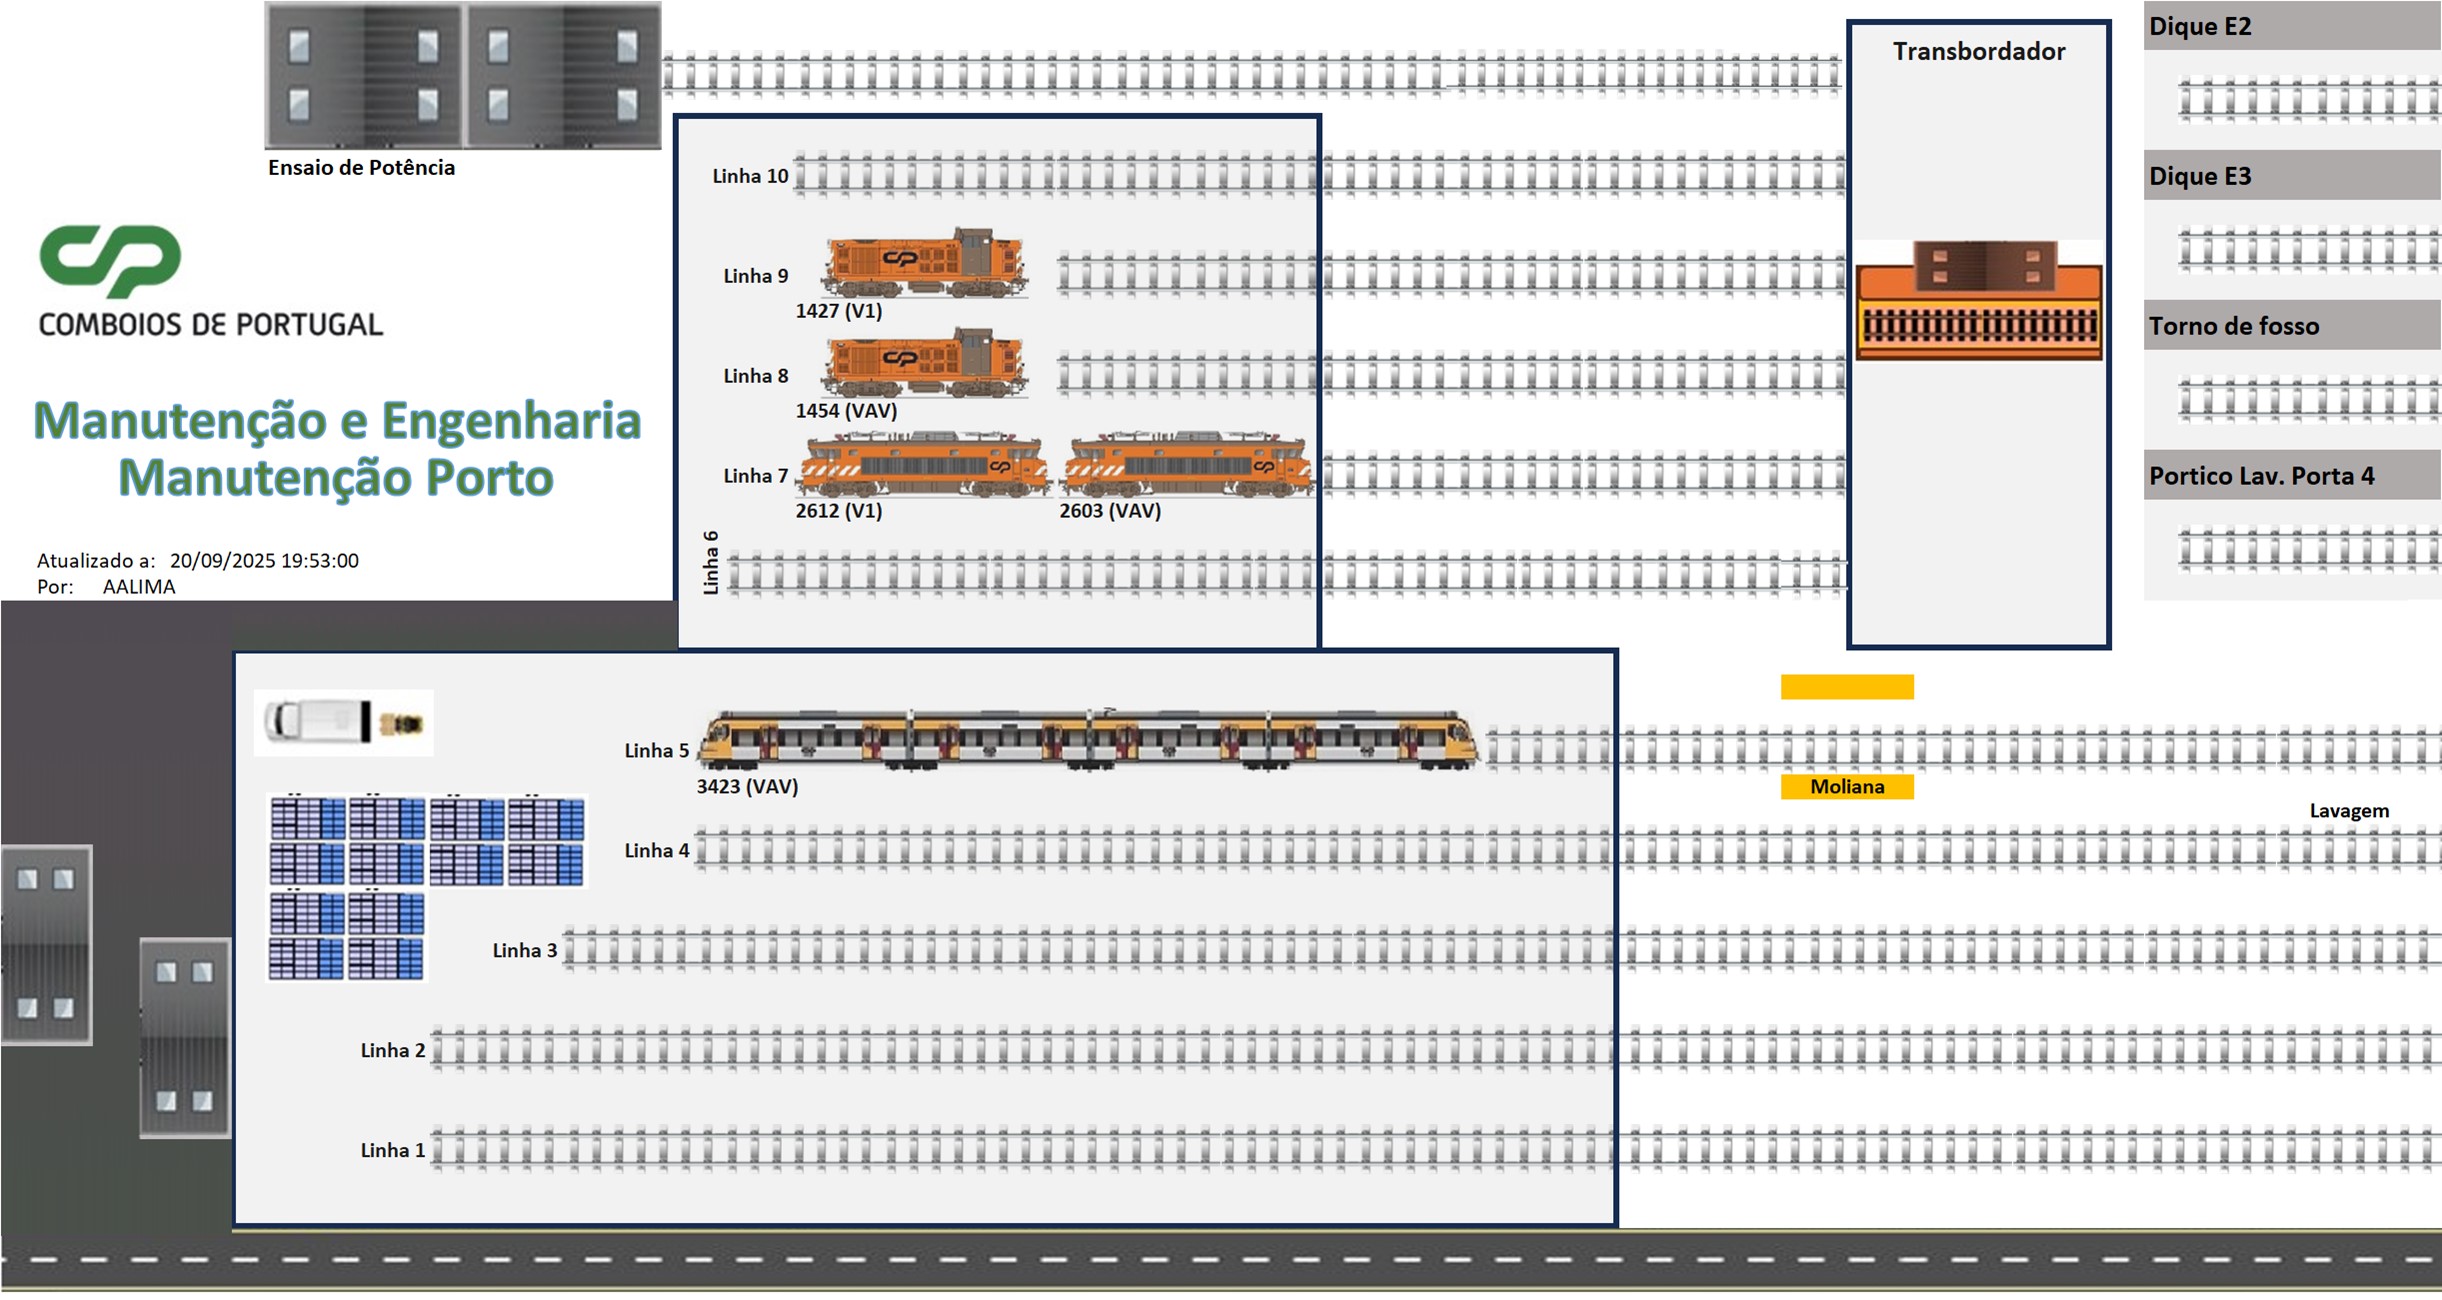 Ensaio de Potência
CP
COMBOIOS DE PORTUGAL
Manutenção e Engenharia
Manutenção Porto
Atualizado a: 20/09/2025 19:53:00
Por: AALIMA
Linha 10
Linha 9
1427 (V1)
Linha 8
1454 (VAV)
Linha 7
2612 (V1) 2603 (VAV)
Linha 6
Transbordador
Dique E2
Dique E3
Torno de fosso
Portico Lav. Porta 4
Linha 5
3423 (VAV)
Moliana
Lavagem
Linha 4
Linha 3
Linha 2
Linha 1